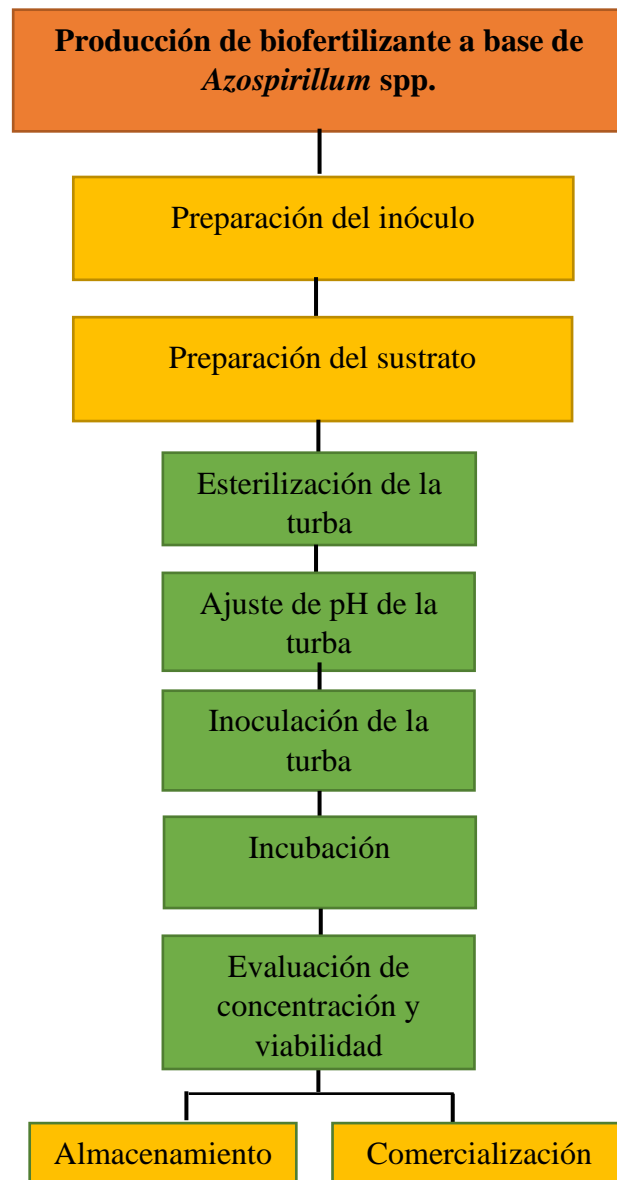 Producción de biofertilizante a base de
Azospirillum spp.
Preparación del inóculo
Preparación del sustrato
Esterilización de la
turba
Ajuste de pH de la
turba
Inoculación de la
turba
Incubación
Evaluación de
concentración y
viabilidad
Almacenamiento
Comercialización